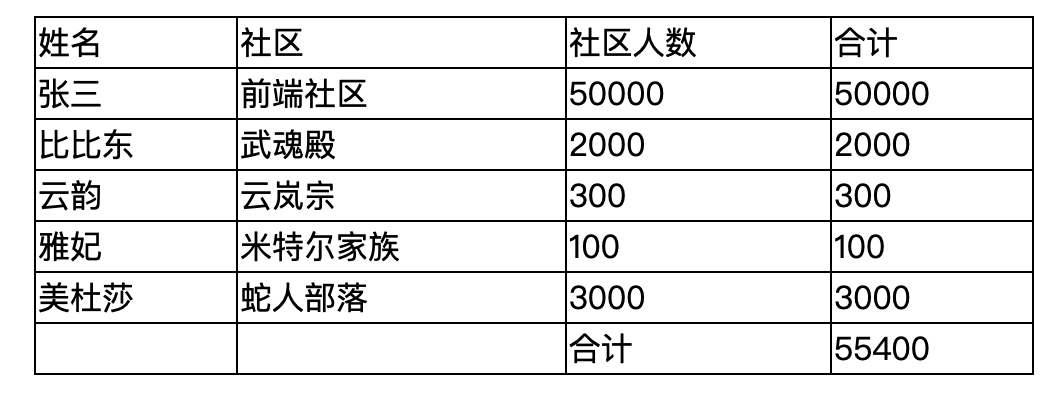 姓名 社区 社区人数 合计
张三 前端社区 50000 50000
比比东 武魂殿 2000 2000
云韵 云岚宗 300 300
雅妃 米特尔家族 100 100
美杜莎 蛇人部落 3000 3000
合计 55400